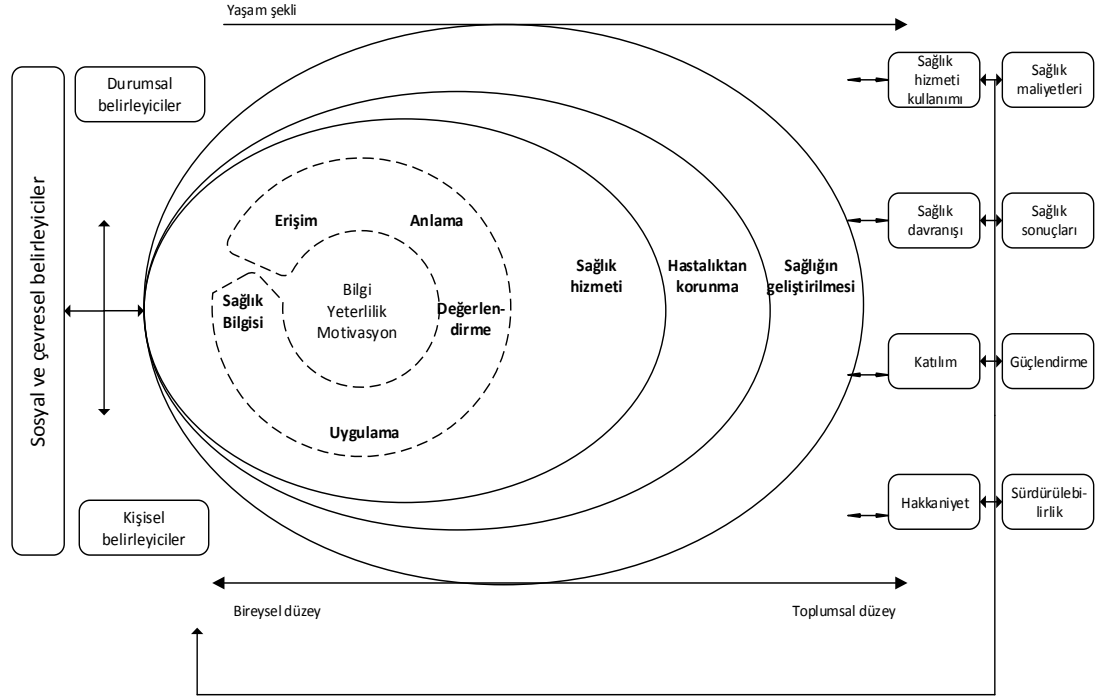 Yaşam şekli
Sosyal ve çevresel belirleyiciler
Durumsal
belirleyiciler
Kişisel
belirleyiciler
Erişim
Anlama
Sağlık
Bilgisi
Bilgi
Yeterlilik
Motivasyon
Değerlen-
dirme
Uygulama
Sağlık
hizmeti
Hastalıktan
korunma
Sağlığın
geliştirilmesi
Sağlık
hizmeti
kullanımı
Sağlık
maliyetleri
Sağlık
davranışı
Sağlık
sonuçları
Katılım
Güçlendirme
Hakkaniyet
Sürdürülebi-
lirlik
Bireysel düzey
Toplumsal düzey